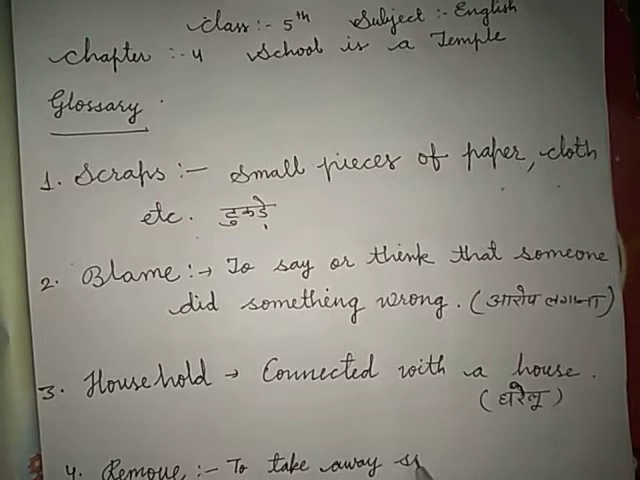 Class:- 5th Subject:- English
Chapter:- 4 School is a Temple
Glossary.
1. Scraps:- Small pieces of paper, cloth
etc. टुकड़े
2. Blame:→ To say or think that someone
did something wrong. (आरोप लगाना)
3. Household → Connected with a house.
(घरेलू)
4. Remove:- To take away